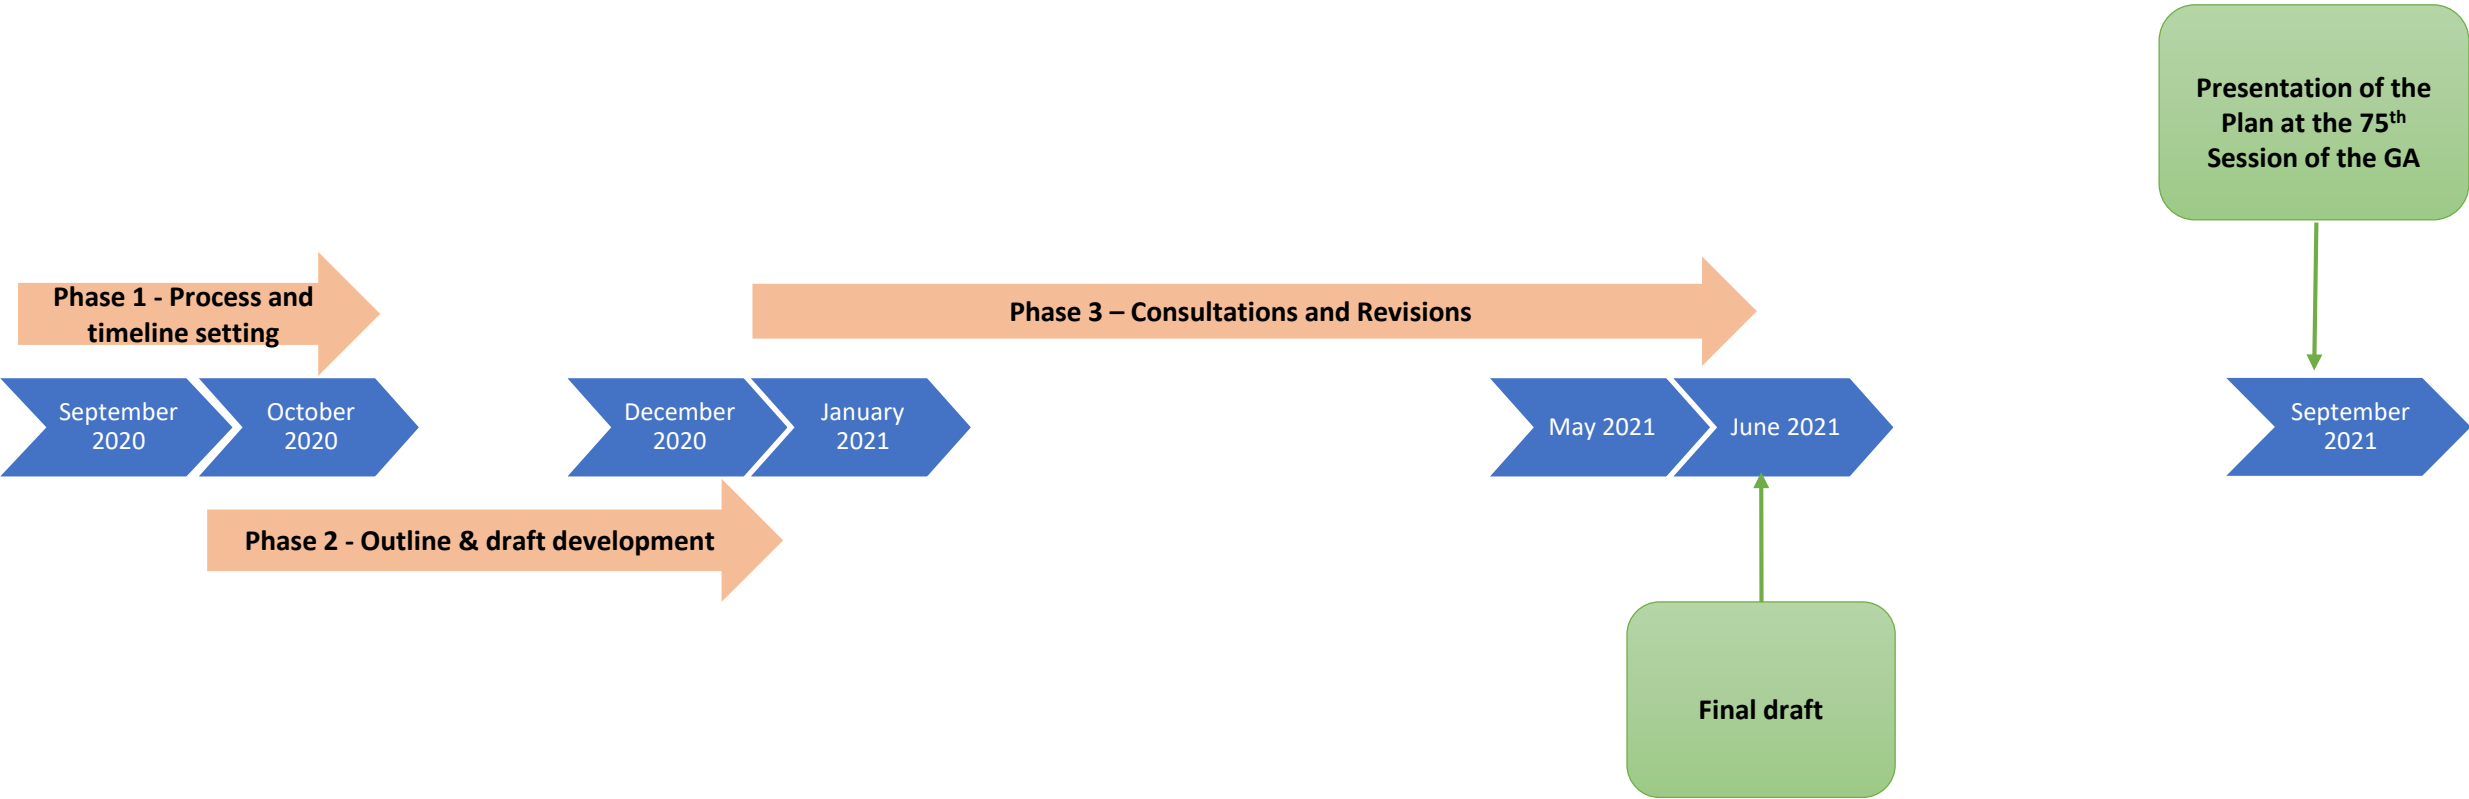 Presentation of the
Plan at the 75th
Session of the GA
Phase 1 - Process and
timeline setting
Phase 3 – Consultations and Revisions
September
2020
October
2020
December
2020
January
2021
May 2021
June 2021
September
2021
Phase 2 - Outline & draft development
Final draft